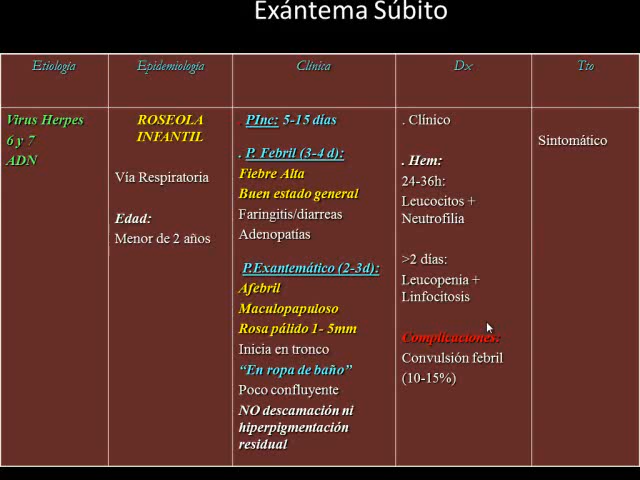 Exántema Súbito
Etiología
Epidemiología
Clínica
Dx
Tto
Virus Herpes
6 y 7
ADN
ROSEOLA
INFANTIL
Vía Respiratoria
Edad:
Menor de 2 años
. PInc: 5-15 días
. P. Febril (3-4 d):
Fiebre Alta
Buen estado general
Faringitis/diarreas
Adenopatías
P.Exantemático (2-3d):
Afebril
Maculopapuloso
Rosa pálido 1- 5mm
Inicia en tronco
“En ropa de baño”
Poco confluyente
NO descamación ni
hiperpigmentación
residual
. Clínico
. Hem:
24-36h:
Leucocitos +
Neutrofilia
>2 días:
Leucopenia +
Linfocitosis
Complicaciones:
Convulsión febril
(10-15%)
Sintomático